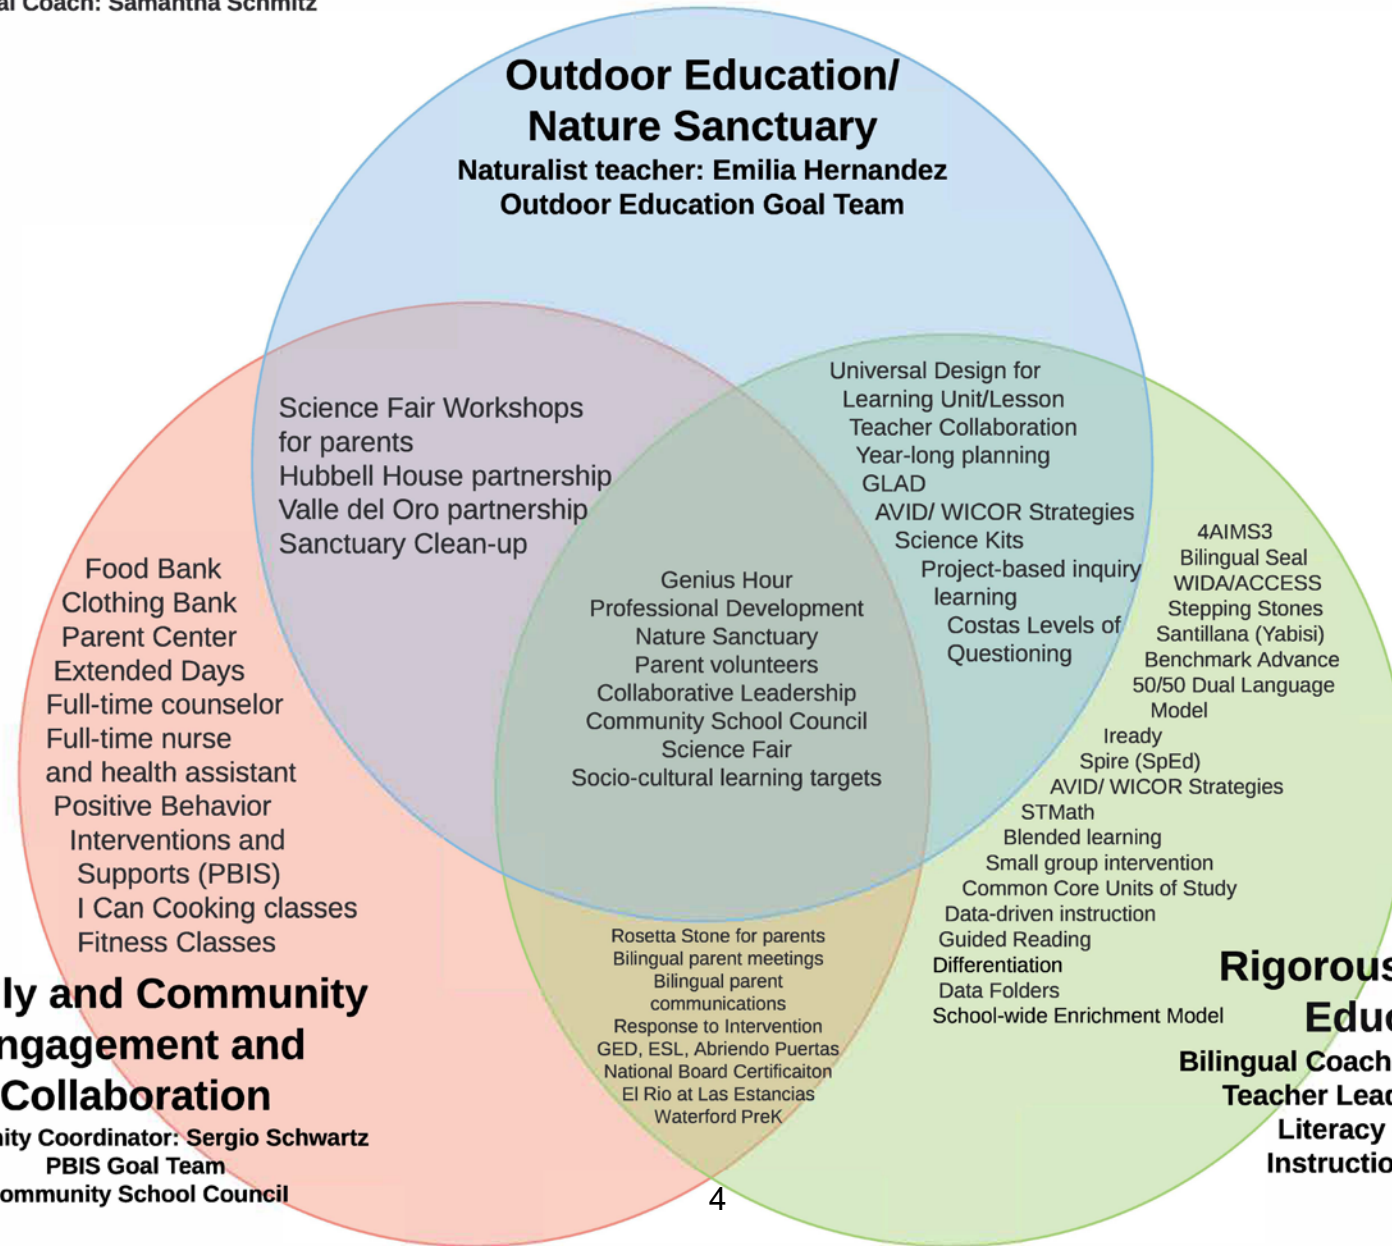 al Coach: Samantha Schmitz
Outdoor Education/
Nature Sanctuary
Naturalist teacher: Emilia Hernandez
Outdoor Education Goal Team
Science Fair Workshops
for parents
Hubbell House partnership
Valle del Oro partnership
Sanctuary Clean-up
Universal Design for
Learning Unit/Lesson
Teacher Collaboration
Year-long planning
GLAD
AVID/ WICOR Strategies
Science Kits
Project-based inquiry
learning
Costas Levels of
Questioning
Food Bank
Clothing Bank
Parent Center
Extended Days
Full-time counselor
Full-time nurse
and health assistant
Positive Behavior
Interventions and
Supports (PBIS)
I Can Cooking classes
Fitness Classes
Genius Hour
Professional Development
Nature Sanctuary
Parent volunteers
Collaborative Leadership
Community School Council
Science Fair
Socio-cultural learning targets
4AIMS3
Bilingual Seal
WIDA/ACCESS
Stepping Stones
Santillana (Yabisi)
Benchmark Advance
50/50 Dual Language
Model
Iready
Spire (SpEd)
AVID/ WICOR Strategies
STMath
Blended learning
Small group intervention
Common Core Units of Study
Data-driven instruction
Guided Reading
Differentiation
Data Folders
School-wide Enrichment Model
Rosetta Stone for parents
Bilingual parent meetings
Bilingual parent
communications
Response to Intervention
GED, ESL, Abriendo Puertas
National Board Certificaiton
El Rio at Las Estancias
Waterford PreK
ly and Community
ngagement and
Collaboration
ity Coordinator: Sergio Schwartz
PBIS Goal Team
ommunity School Council
Rigorous
Educ
Bilingual Coach
Teacher Lead
Literacy
Instructio
4